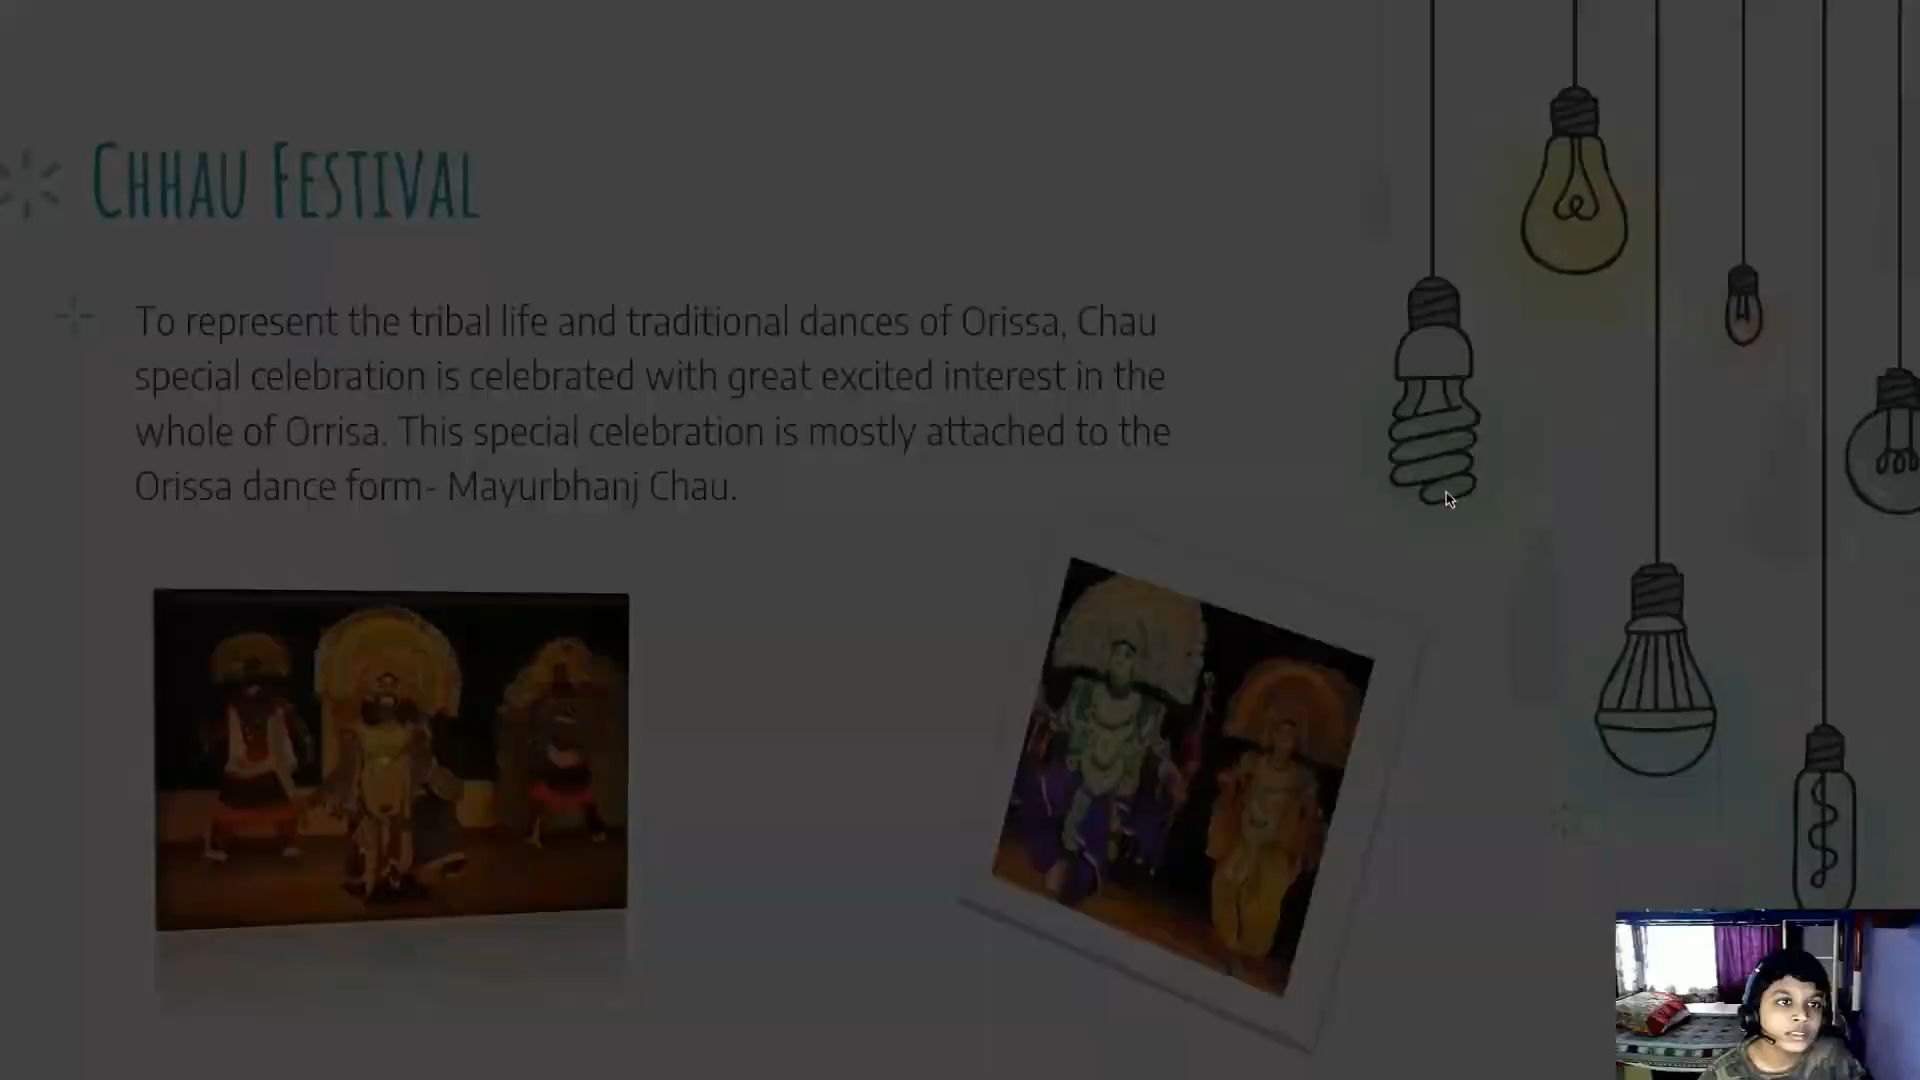 Chhau Festival
To represent the tribal life and traditional dances of Orissa, Chau
special celebration is celebrated with great excited interest in the
whole of Orrisa. This special celebration is mostly attached to the
Orissa dance form- Mayurbhanj Chau.